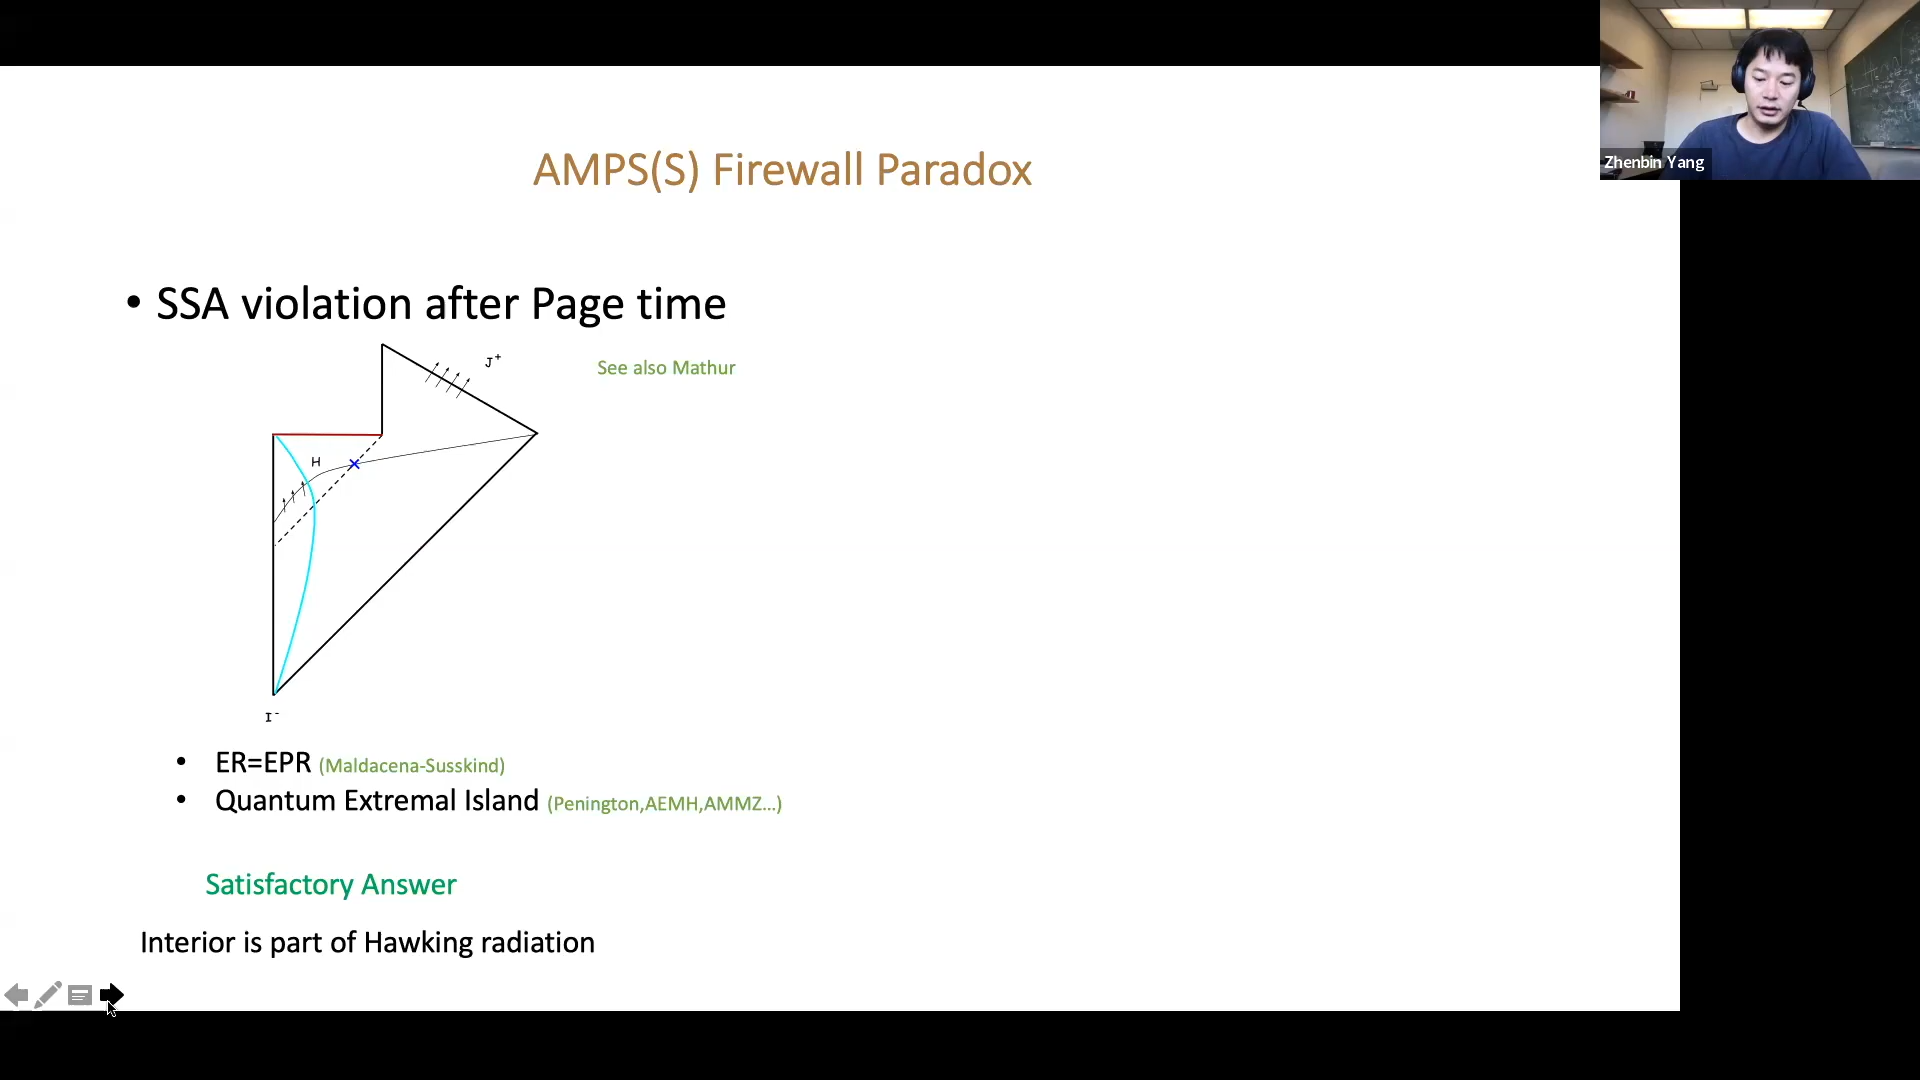 Zhenbin Yang
AMPS(S) Firewall Paradox
• SSA violation after Page time
See also Mathur
J+
H
I-
• ER=EPR (Maldacena-Susskind)
• Quantum Extremal Island (Penington,AEMH,AMMZ...)
Satisfactory Answer
Interior is part of Hawking radiation